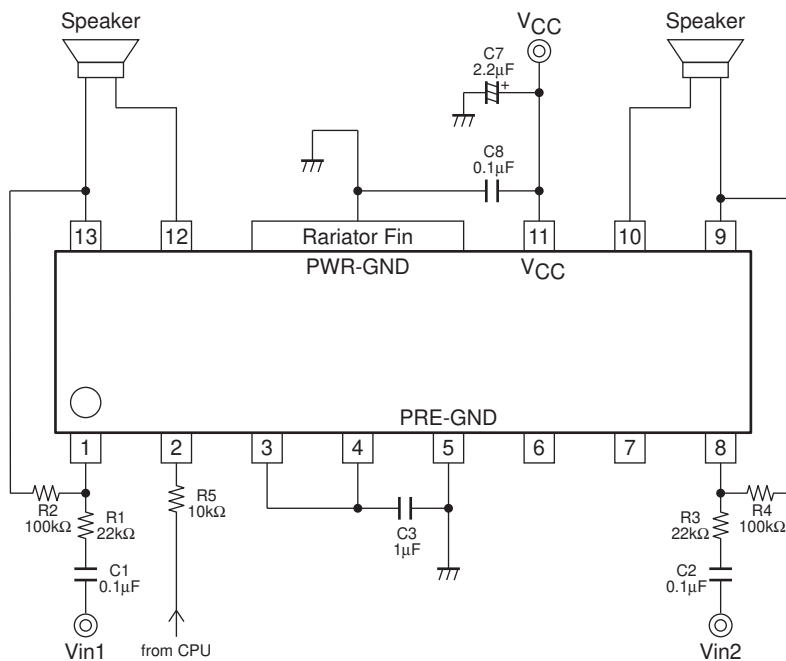 Speaker
VCC
Speaker
C7
2.2µF
+
C8
0.1µF
13
12
Rariator Fin
11
10
9
PWR-GND
VCC
PRE-GND
1
2
3
4
5
6
7
8
R2
100kΩ
R1
22kΩ
R5
10kΩ
C3
1µF
R3
22kΩ
R4
100kΩ
C1
0.1µF
C2
0.1µF
Vin1
from CPU
Vin2